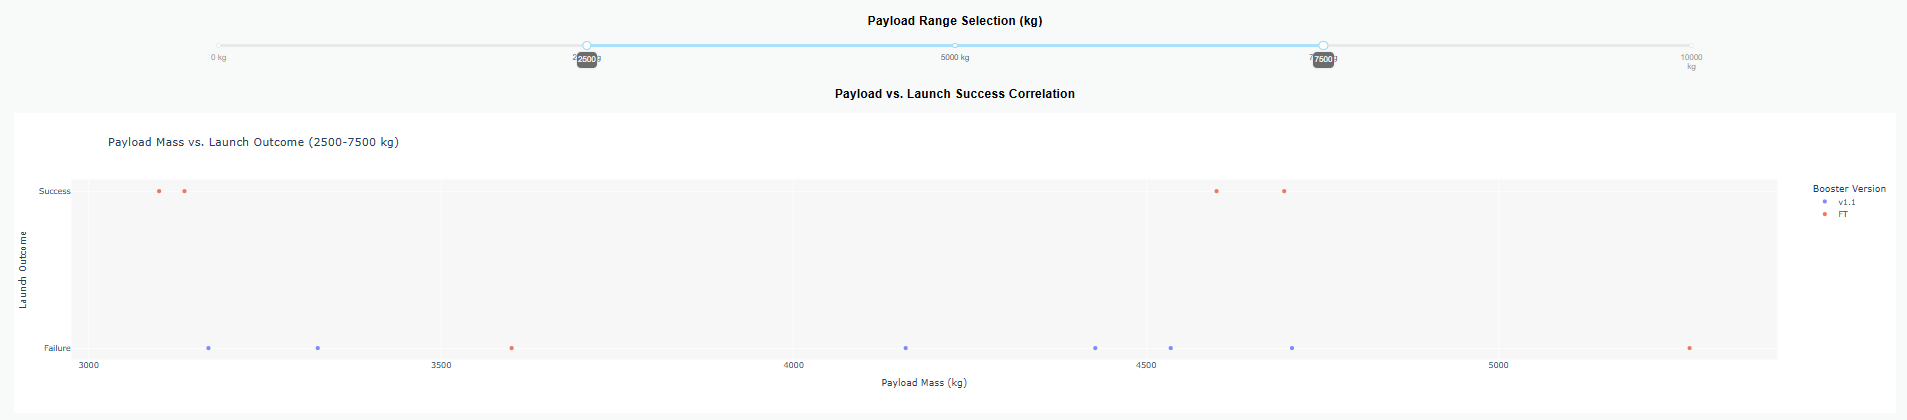 Payload Range Selection (kg)
0 kg
2500
5000 kg
7500
10000
kg
Payload vs. Launch Success Correlation
Payload Mass vs. Launch Outcome (2500-7500 kg)
Success
Failure
Launch Outcome
3000
3500
4000
4500
5000
Payload Mass (kg)
Booster Version
v1.1
FT